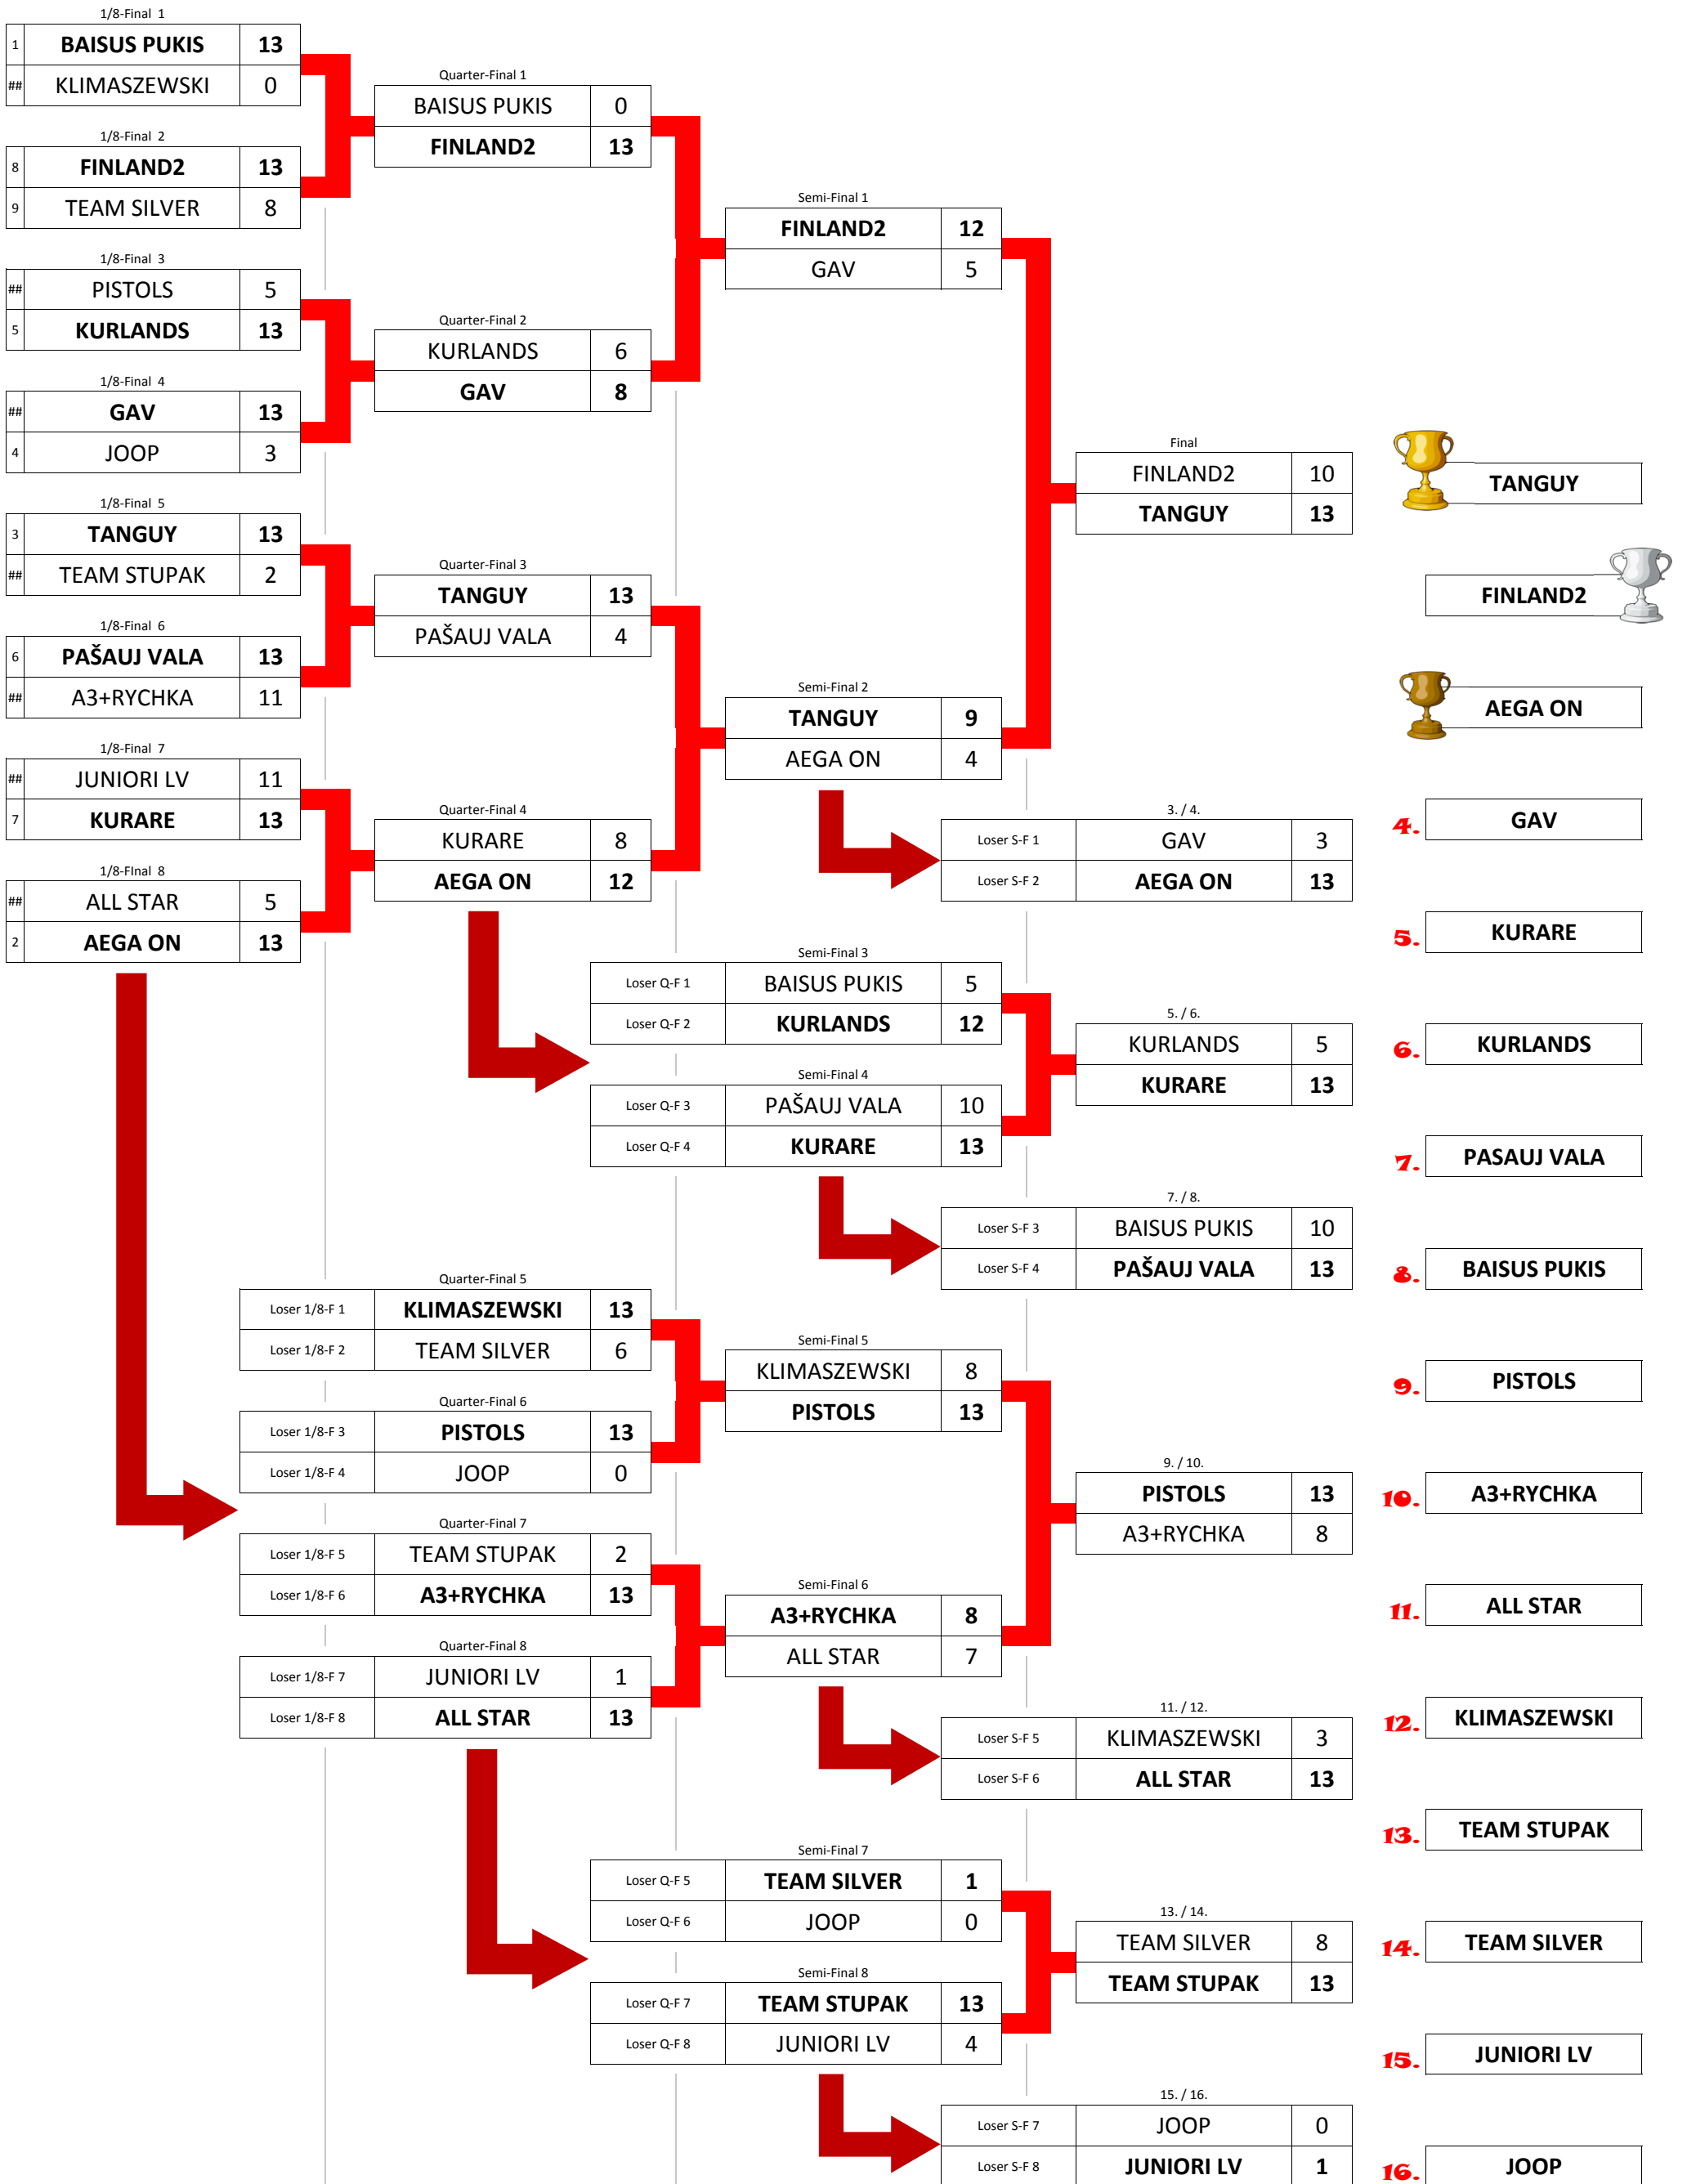 1/8-Final 1
1 BAISUS PUKIS 13
## KLIMASZEWSKI 0
1/8-Final 2
8 FINLAND2 13
9 TEAM SILVER 8
1/8-Final 3
## PISTOLS 5
5 KURLANDS 13
1/8-Final 4
## GAV 13
4 JOOP 3
1/8-Final 5
3 TANGUY 13
## TEAM STUPAK 2
1/8-Final 6
6 PAŠAUJ VALA 13
## A3+RYCHKA 11
1/8-Final 7
## JUNIORI LV 11
7 KURARE 13
1/8-FInal 8
## ALL STAR 5
2 AEGA ON 13
Quarter-Final 1
BAISUS PUKIS 0
FINLAND2 13
Quarter-Final 2
KURLANDS 6
GAV 8
Quarter-Final 3
TANGUY 13
PAŠAUJ VALA 4
Quarter-Final 4
KURARE 8
AEGA ON 12
Semi-Final 1
FINLAND2 12
GAV 5
Semi-Final 2
TANGUY 9
AEGA ON 4
Final
FINLAND2 10
TANGUY 13
3. / 4.
Loser S-F 1 GAV 3
Loser S-F 2 AEGA ON 13
Semi-Final 3
Loser Q-F 1 BAISUS PUKIS 5
Loser Q-F 2 KURLANDS 12
Semi-Final 4
Loser Q-F 3 PAŠAUJ VALA 10
Loser Q-F 4 KURARE 13
5. / 6.
KURLANDS 5
KURARE 13
7. / 8.
Loser S-F 3 BAISUS PUKIS 10
Loser S-F 4 PAŠAUJ VALA 13
Quarter-Final 5
Loser 1/8-F 1 KLIMASZEWSKI 13
Loser 1/8-F 2 TEAM SILVER 6
Quarter-Final 6
Loser 1/8-F 3 PISTOLS 13
Loser 1/8-F 4 JOOP 0
Quarter-Final 7
Loser 1/8-F 5 TEAM STUPAK 2
Loser 1/8-F 6 A3+RYCHKA 13
Quarter-Final 8
Loser 1/8-F 7 JUNIORI LV 1
Loser 1/8-F 8 ALL STAR 13
Semi-Final 5
KLIMASZEWSKI 8
PISTOLS 13
Semi-Final 6
A3+RYCHKA 8
ALL STAR 7
9. / 10.
PISTOLS 13
A3+RYCHKA 8
11. / 12.
Loser S-F 5 KLIMASZEWSKI 3
Loser S-F 6 ALL STAR 13
Semi-Final 7
Loser Q-F 5 TEAM SILVER 1
Loser Q-F 6 JOOP 0
Semi-Final 8
Loser Q-F 7 TEAM STUPAK 13
Loser Q-F 8 JUNIORI LV 4
13. / 14.
TEAM SILVER 8
TEAM STUPAK 13
15. / 16.
Loser S-F 7 JOOP 0
Loser S-F 8 JUNIORI LV 1
TANGUY
FINLAND2
AEGA ON
4. GAV
5. KURARE
6. KURLANDS
7. PASAUJ VALA
8. BAISUS PUKIS
9. PISTOLS
10. A3+RYCHKA
11. ALL STAR
12. KLIMASZEWSKI
13. TEAM STUPAK
14. TEAM SILVER
15. JUNIORI LV
16. JOOP